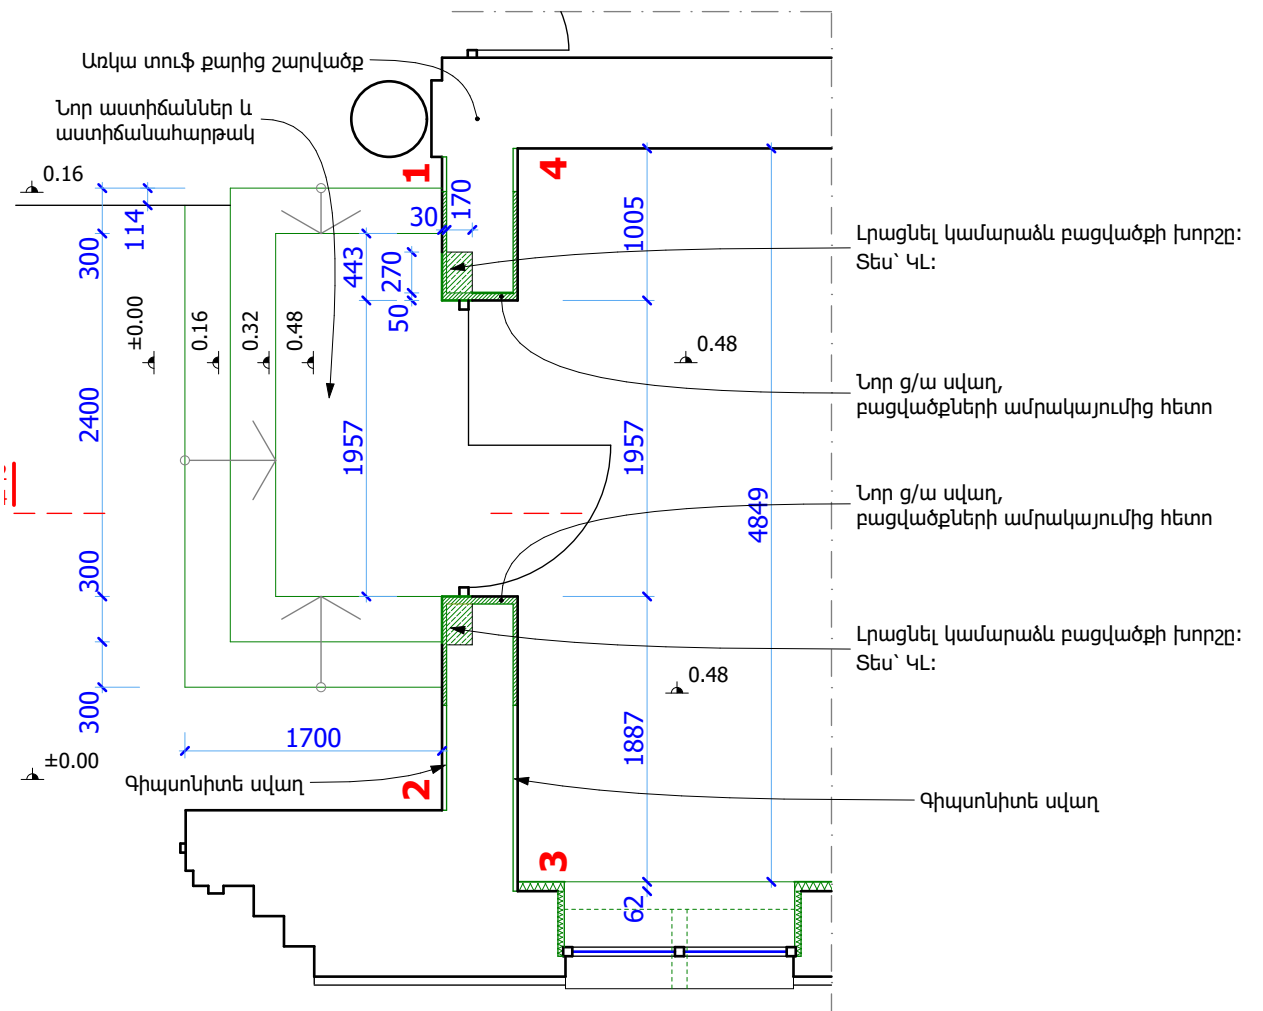 Առկա տուֆ քարից շարվածք
Նոր աստիճաններ և
աստիճանահարթակ
0.16
114
300
2400
300
300
±0.00
0.16
0.32
0.48
±0.00
1700
Գիպսոնիտե սվաղ
1
2
3
4
30
170
443
270
50
1957
1005
1957
4849
1887
62
0.48
0.48
Լրացնել կամարաձև բացվածքի խորշը:
Տես՝ ԿԼ:
Նոր ց/ա սվաղ,
բացվածքների ամրակայումից հետո
Նոր ց/ա սվաղ,
բացվածքների ամրակայումից հետո
Լրացնել կամարաձև բացվածքի խորշը:
Տես՝ ԿԼ:
Գիպսոնիտե սվաղ